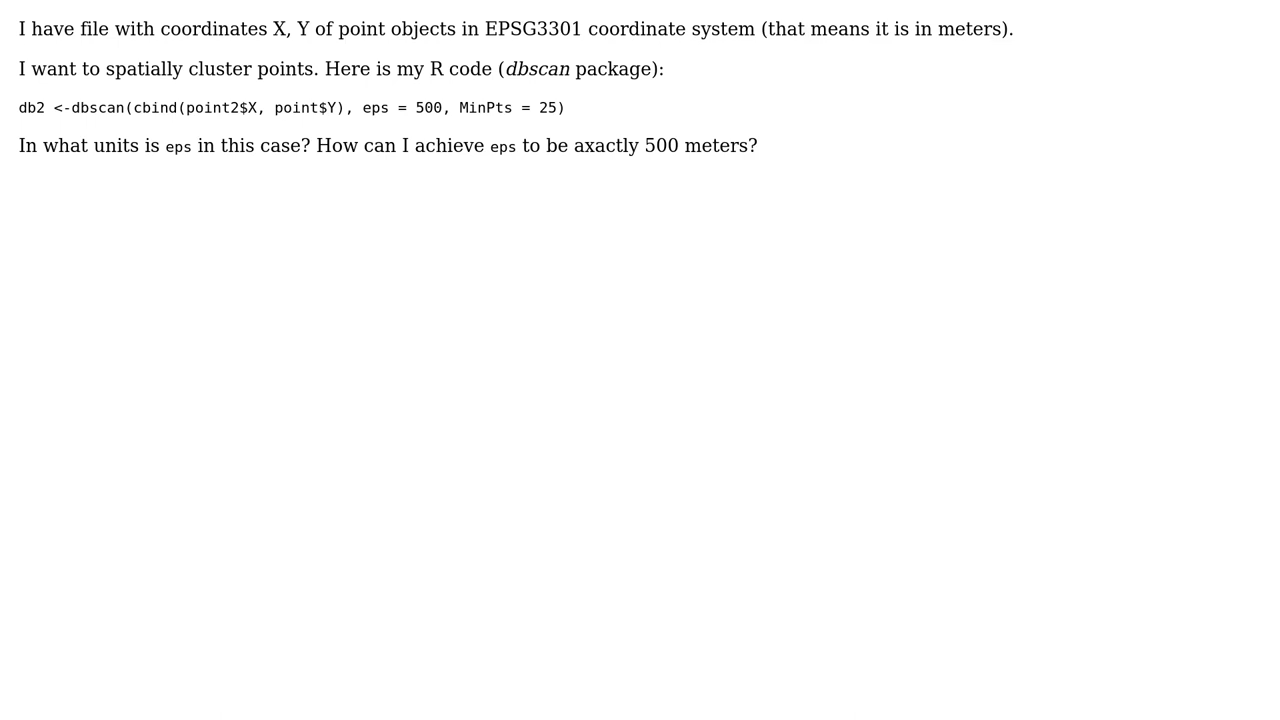 I have file with coordinates X, Y of point objects in EPSG3301 coordinate system (that means it is in meters).
I want to spatially cluster points. Here is my R code (dbscan package):
db2 <-dbscan(cbind(point2$X, point$Y), eps = 500, MinPts = 25)
In what units is eps in this case? How can I achieve eps to be axactly 500 meters?